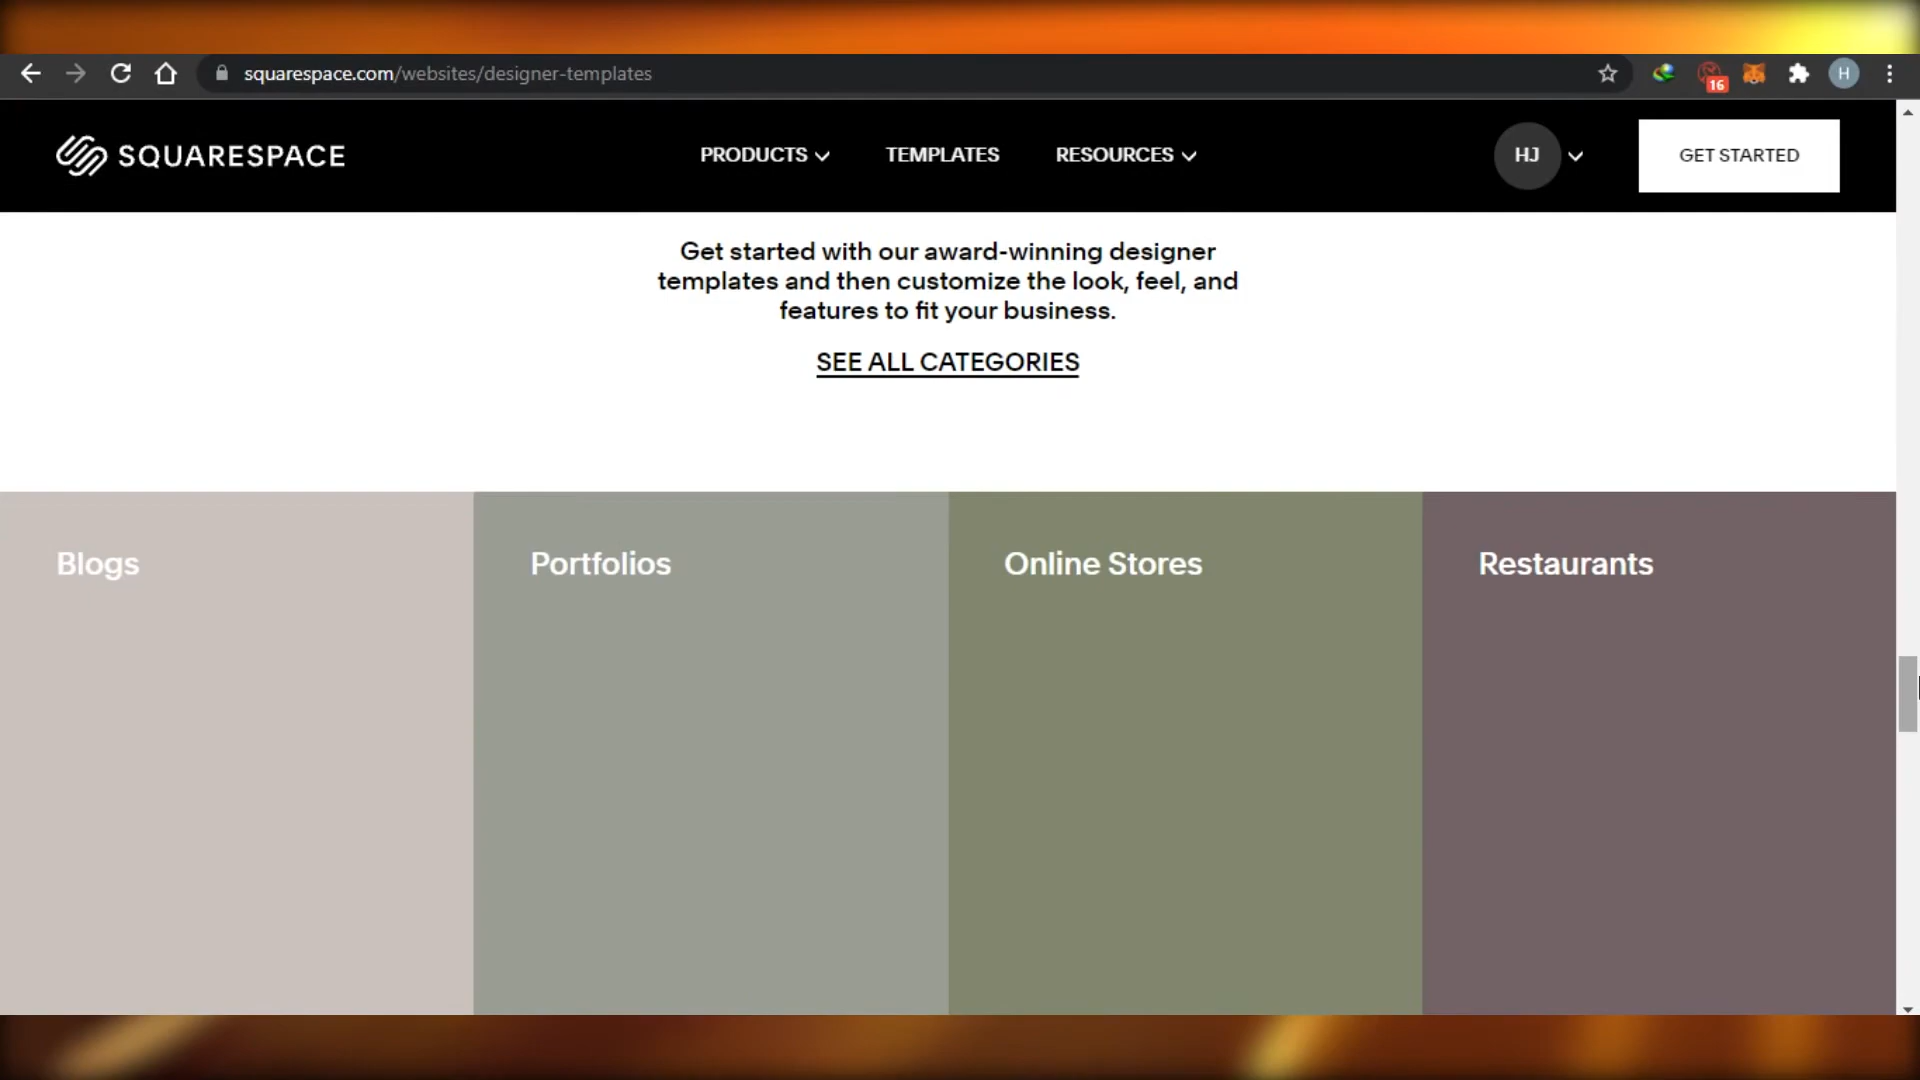 squarespace.com/websites/designer-templates
16
H
SQUARESPACE
PRODUCTS
TEMPLATES
RESOURCES
HJ
GET STARTED
Get started with our award-winning designer
templates and then customize the look, feel, and
features to fit your business.
SEE ALL CATEGORIES
Blogs
Portfolios
Online Stores
Restaurants